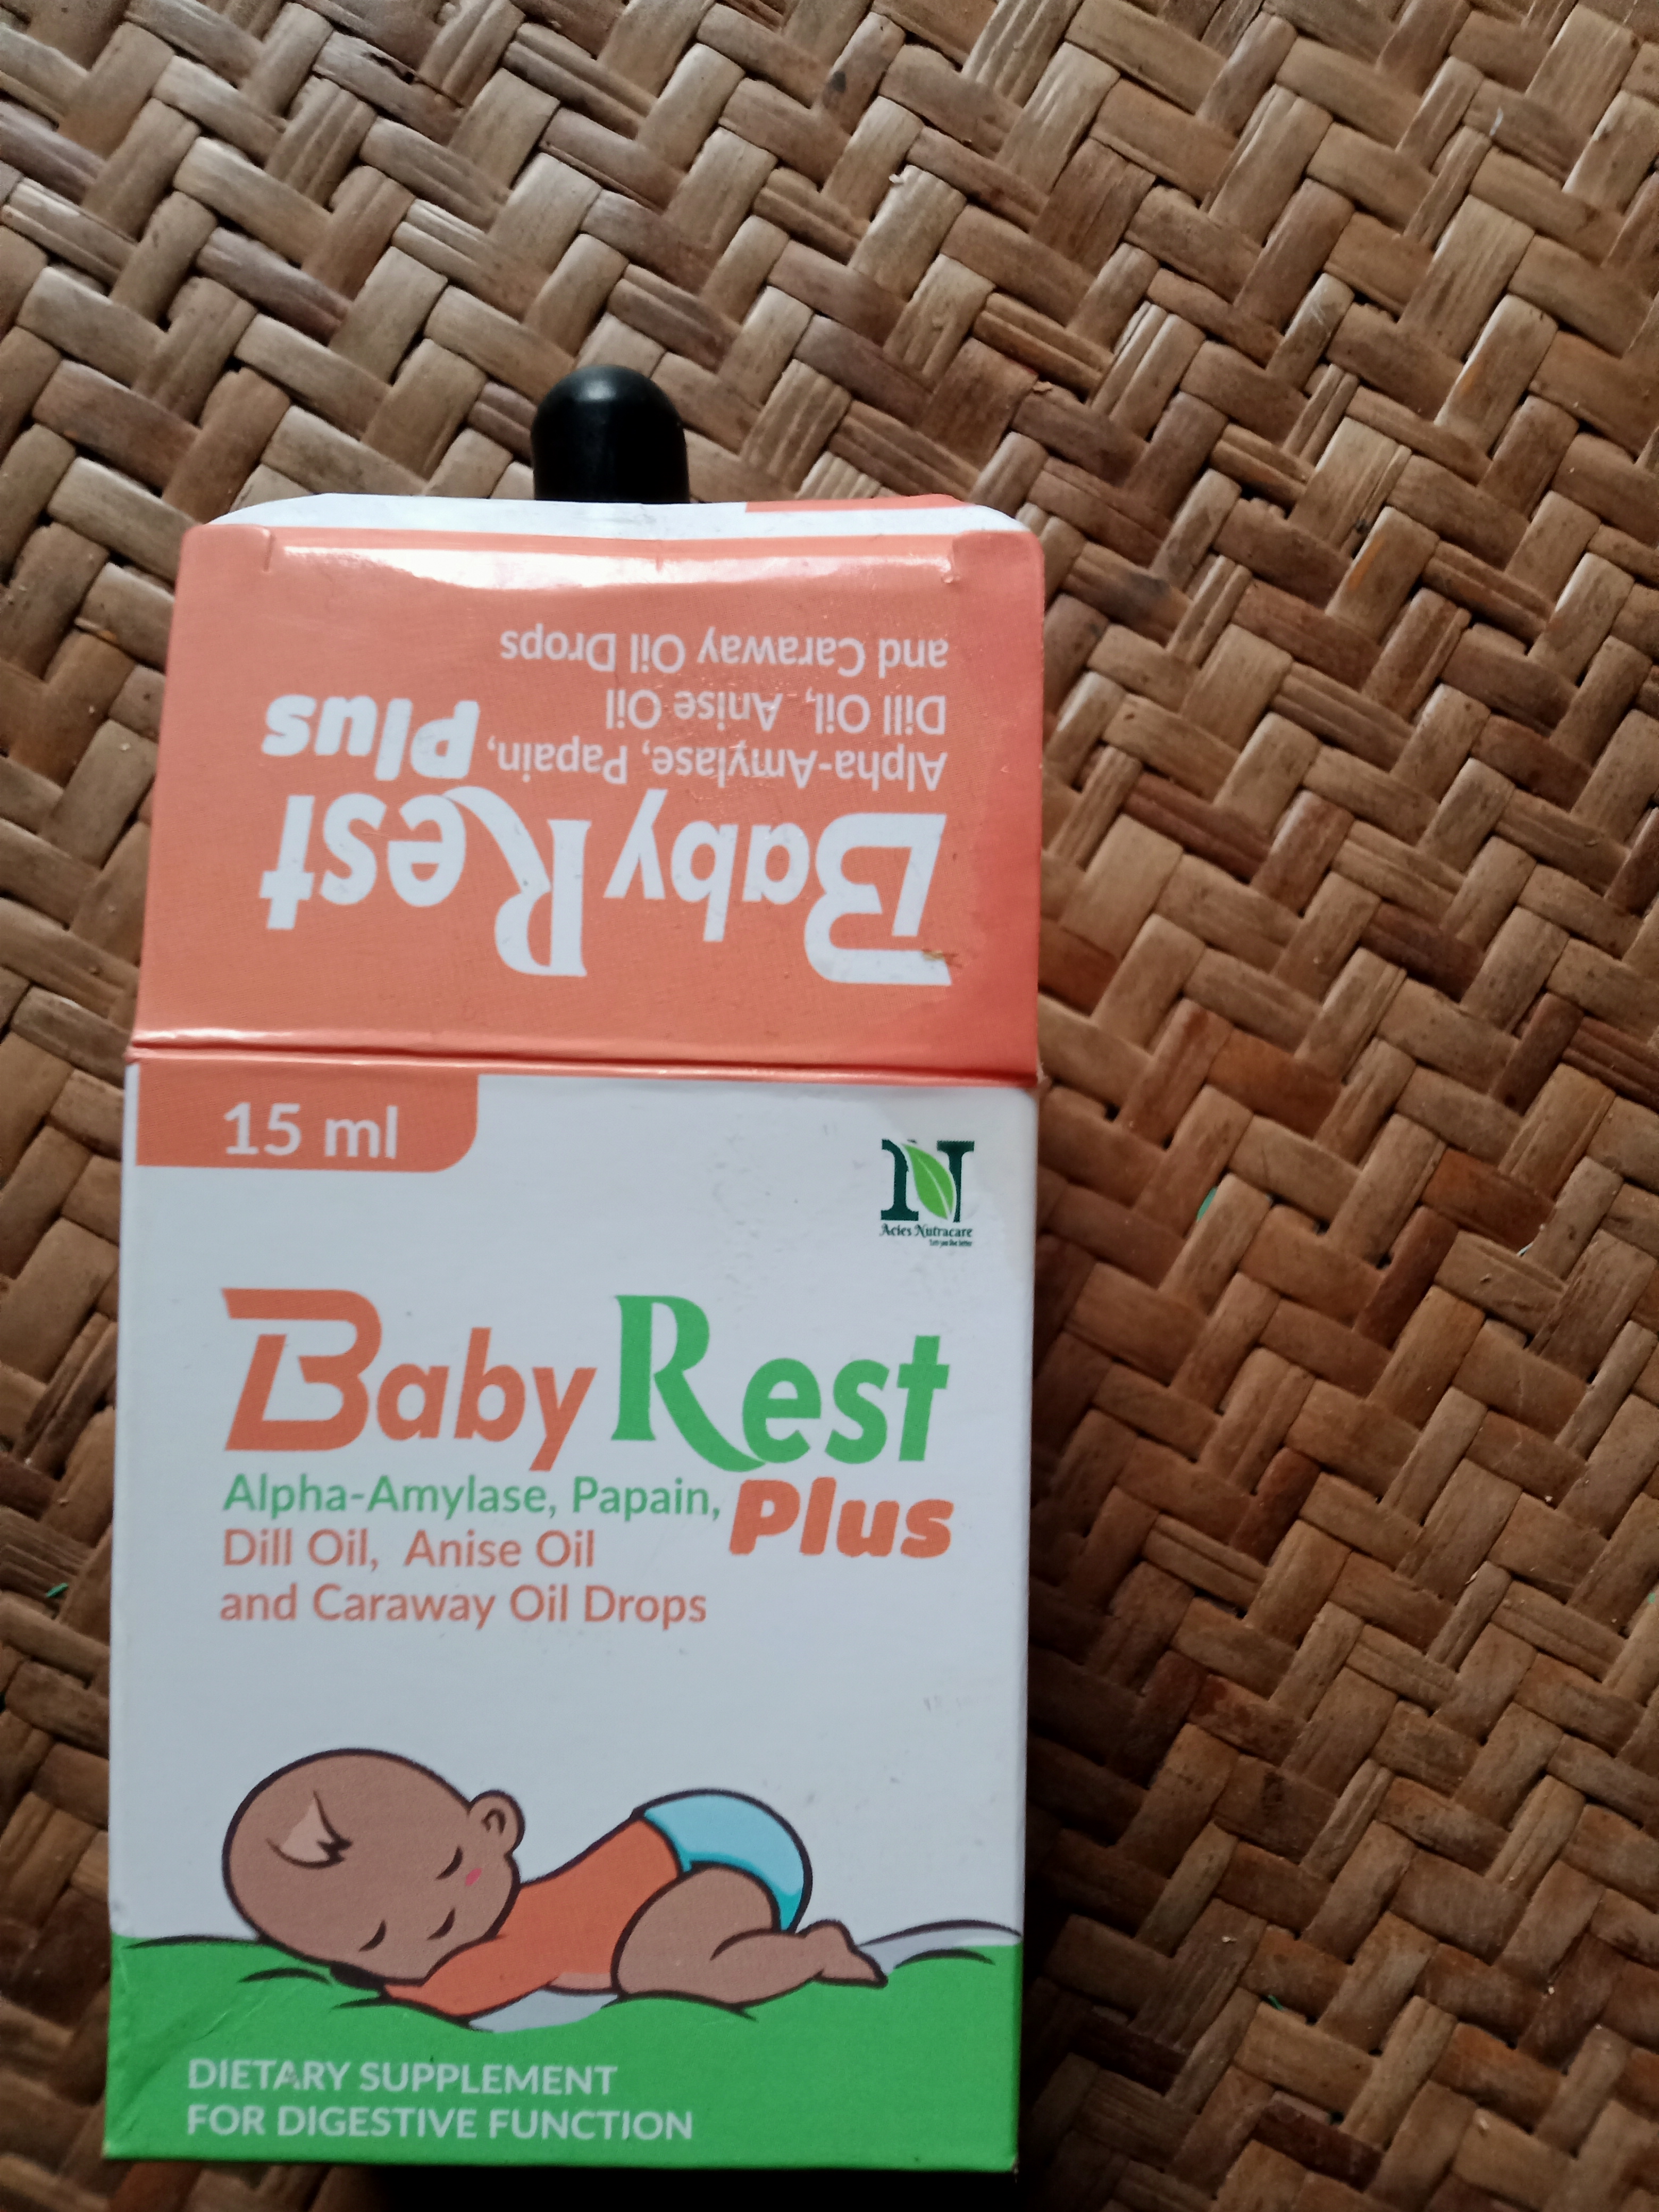 and Caraway Oil Drops
Dill Oil, Anise Oil
Alpha-Amylase, Papain,
Plus
Baby Rest
15 ml
N
Acies Nutracare
Baby Rest
Alpha-Amylase, Papain,
Plus
Dill Oil, Anise Oil
and Caraway Oil Drops
DIETARY SUPPLEMENT
FOR DIGESTIVE FUNCTION